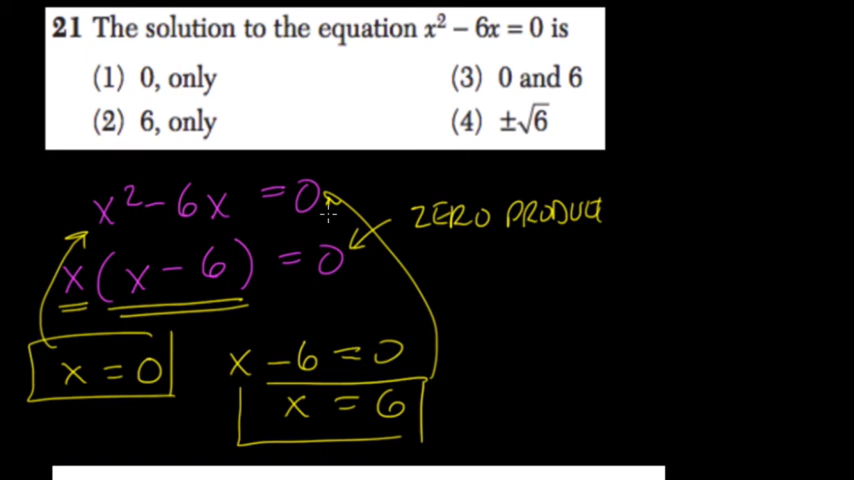 21 The solution to the equation x² – 6x = 0 is
(1) 0, only (3) 0 and 6
(2) 6, only (4) ±√6
x² – 6x = 0
ZERO PRODUCT
x(x – 6) = 0
x = 0 x – 6 = 0
x = 6